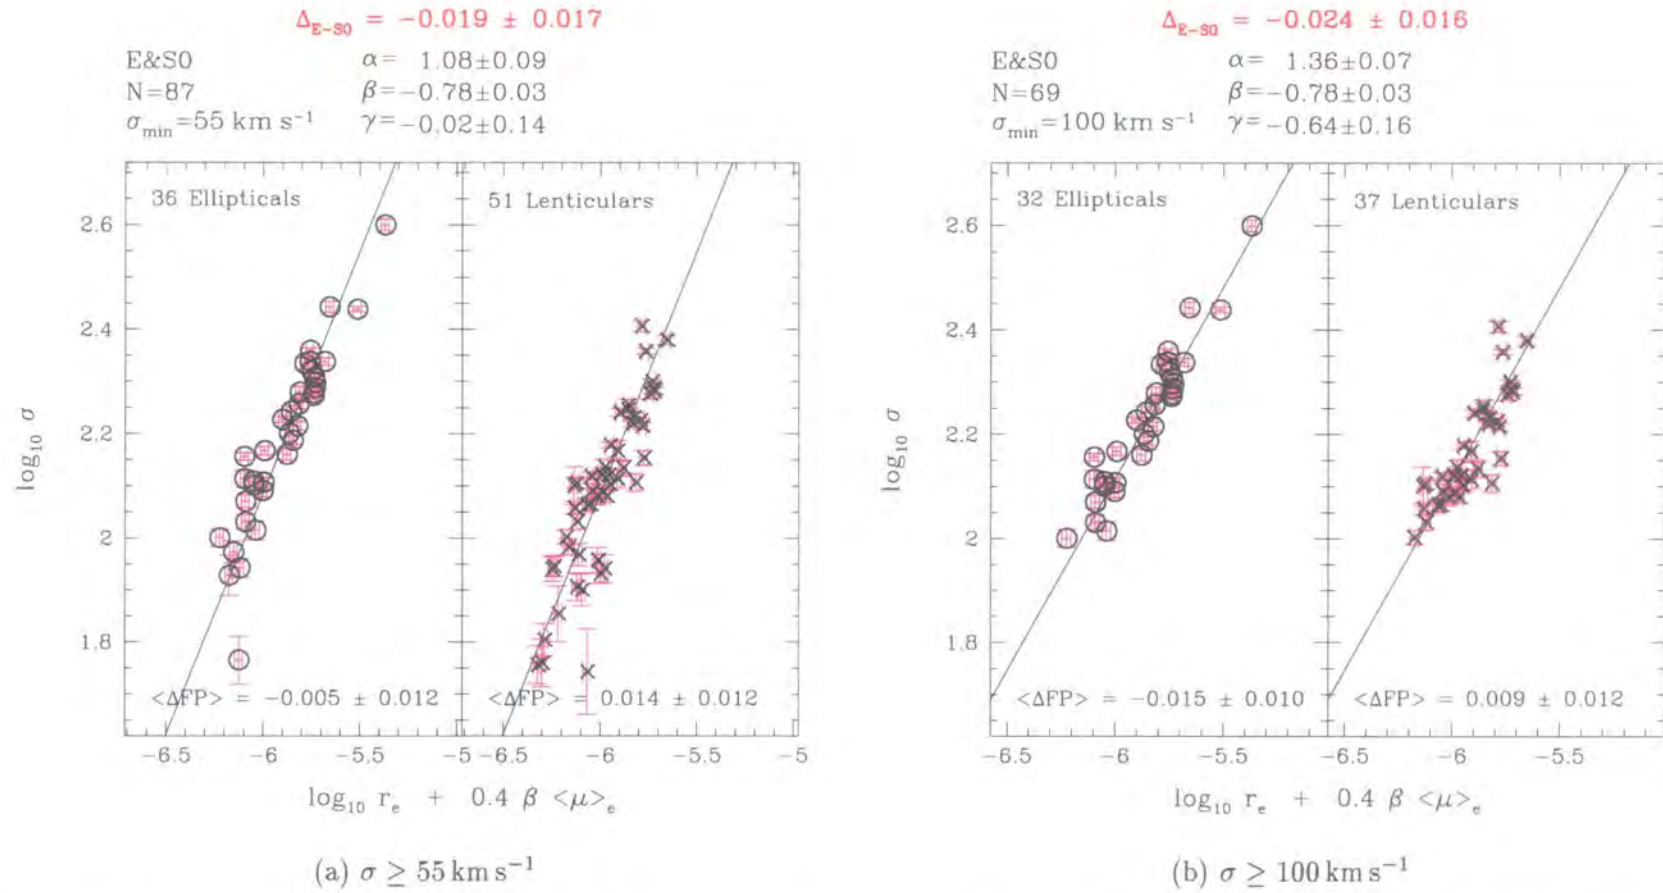 Δ_E-S0 = −0.019 ± 0.017
E&S0 α= 1.08±0.09
N=87 β=−0.78±0.03
σ_min=55 km s⁻¹ γ=−0.02±0.14
36 Ellipticals
51 Lenticulars
2.6
2.4
2.2
2
1.8
log₁₀ σ
<ΔFP> = −0.005 ± 0.012
<ΔFP> = 0.014 ± 0.012
−6.5 −6 −5.5 −6.5 −6 −5.5 −5
log₁₀ r_e + 0.4 β <μ>_e
(a) σ ≥ 55 km s⁻¹
Δ_E-S0 = −0.024 ± 0.016
E&S0 α= 1.36±0.07
N=69 β=−0.78±0.03
σ_min=100 km s⁻¹ γ=−0.64±0.16
32 Ellipticals
37 Lenticulars
2.6
2.4
2.2
2
1.8
log₁₀ σ
<ΔFP> = −0.015 ± 0.010
<ΔFP> = 0.009 ± 0.012
−6.5 −6 −5.5 −6.5 −6 −5.5
log₁₀ r_e + 0.4 β <μ>_e
(b) σ ≥ 100 km s⁻¹